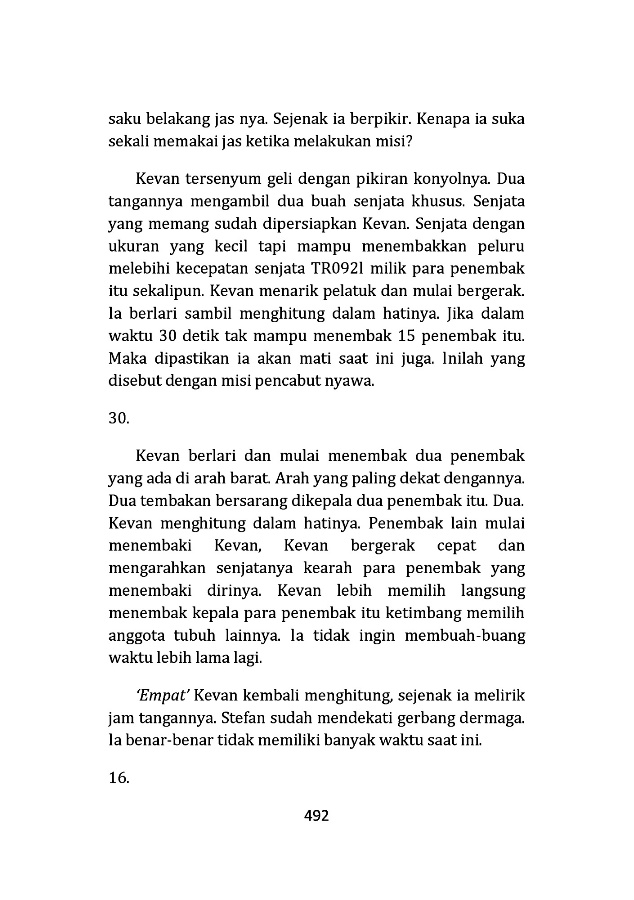 saku belakang jas nya. Sejenak ia berpikir. Kenapa ia suka
sekali memakai jas ketika melakukan misi?
Kevan tersenyum geli dengan pikiran konyolnya. Dua
tangannya mengambil dua buah senjata khusus. Senjata
yang memang sudah dipersiapkan Kevan. Senjata dengan
ukuran yang kecil tapi mampu menembakkan peluru
melebihi kecepatan senjata TR092l milik para penembak
itu sekalipun. Kevan menarik pelatuk dan mulai bergerak.
Ia berlari sambil menghitung dalam hatinya. Jika dalam
waktu 30 detik tak mampu menembak 15 penembak itu.
Maka dipastikan ia akan mati saat ini juga. Inilah yang
disebut dengan misi pencabut nyawa.
30.
Kevan berlari dan mulai menembak dua penembak
yang ada di arah barat. Arah yang paling dekat dengannya.
Dua tembakan bersarang dikepala dua penembak itu. Dua.
Kevan menghitung dalam hatinya. Penembak lain mulai
menembaki Kevan, Kevan bergerak cepat dan
mengarahkan senjatanya kearah para penembak yang
menembaki dirinya. Kevan lebih memilih langsung
menembak kepala para penembak itu ketimbang memilih
anggota tubuh lainnya. Ia tidak ingin membuah-buang
waktu lebih lama lagi.
‘Empat’ Kevan kembali menghitung, sejenak ia melirik
jam tangannya. Stefan sudah mendekati gerbang dermaga.
Ia benar-benar tidak memiliki banyak waktu saat ini.
16.
492